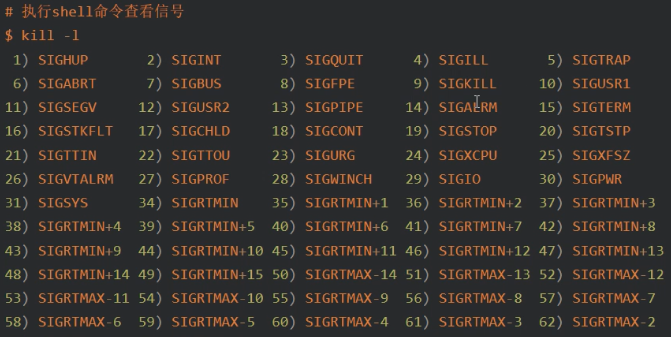 # 执行shell命令查看信号
$ kill -l
1) SIGHUP 2) SIGINT 3) SIGQUIT 4) SIGILL 5) SIGTRAP
6) SIGABRT 7) SIGBUS 8) SIGFPE 9) SIGKILL 10) SIGUSR1
11) SIGSEGV 12) SIGUSR2 13) SIGPIPE 14) SIGALRM 15) SIGTERM
16) SIGSTKFLT 17) SIGCHLD 18) SIGCONT 19) SIGSTOP 20) SIGTSTP
21) SIGTTIN 22) SIGTTOU 23) SIGURG 24) SIGXCPU 25) SIGXFSZ
26) SIGVTALRM 27) SIGPROF 28) SIGWINCH 29) SIGIO 30) SIGPWR
31) SIGSYS 34) SIGRTMIN 35) SIGRTMIN+1 36) SIGRTMIN+2 37) SIGRTMIN+3
38) SIGRTMIN+4 39) SIGRTMIN+5 40) SIGRTMIN+6 41) SIGRTMIN+7 42) SIGRTMIN+8
43) SIGRTMIN+9 44) SIGRTMIN+10 45) SIGRTMIN+11 46) SIGRTMIN+12 47) SIGRTMIN+13
48) SIGRTMIN+14 49) SIGRTMIN+15 50) SIGRTMAX-14 51) SIGRTMAX-13 52) SIGRTMAX-12
53) SIGRTMAX-11 54) SIGRTMAX-10 55) SIGRTMAX-9 56) SIGRTMAX-8 57) SIGRTMAX-7
58) SIGRTMAX-6 59) SIGRTMAX-5 60) SIGRTMAX-4 61) SIGRTMAX-3 62) SIGRTMAX-2